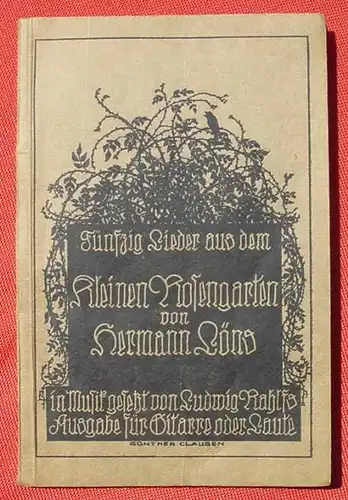 Fünfzig Lieder aus dem
Kleinen Rosengarten
von
Hermann Löns
in Musik gesetzt von Ludwig Rahlfs
Ausgabe für Gitarre oder Laute
GÜNTHER CLAUSEN